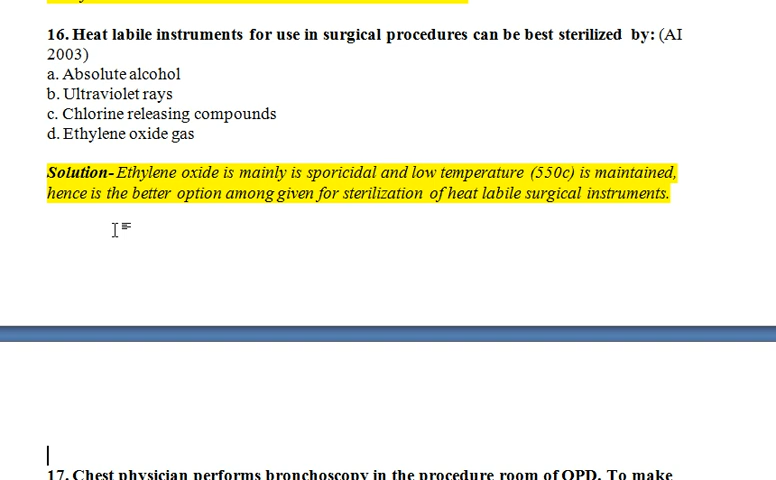 16. Heat labile instruments for use in surgical procedures can be best sterilized by: (AI
2003)
a. Absolute alcohol
b. Ultraviolet rays
c. Chlorine releasing compounds
d. Ethylene oxide gas
Solution- Ethylene oxide is mainly is sporicidal and low temperature (550c) is maintained,
hence is the better option among given for sterilization of heat labile surgical instruments.
17. Chest physician performs bronchoscopy in the procedure room of OPD. To make